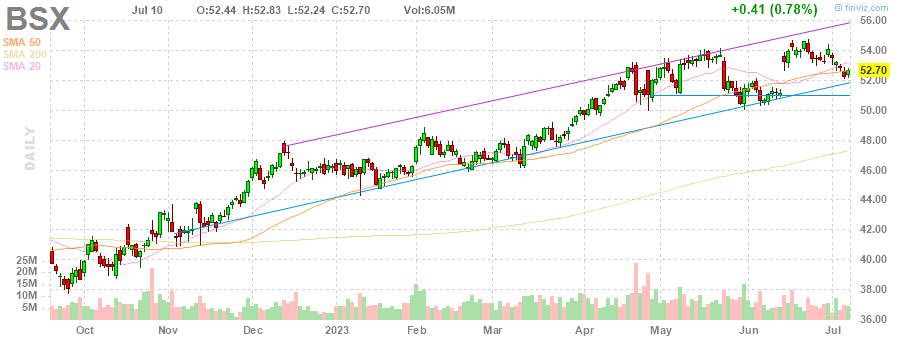 BSX
Jul 10
O:52.44 H:52.83 L:52.24 C:52.70
Vol:6.05M
+0.41 (0.78%)
© finviz.com
SMA 50
SMA 200
SMA 20
DAILY
56.00
54.00
52.70
52.00
50.00
48.00
46.00
44.00
42.00
40.00
38.00
36.00
25M
20M
15M
10M
5M
Oct Nov Dec 2023 Feb Mar Apr May Jun Jul